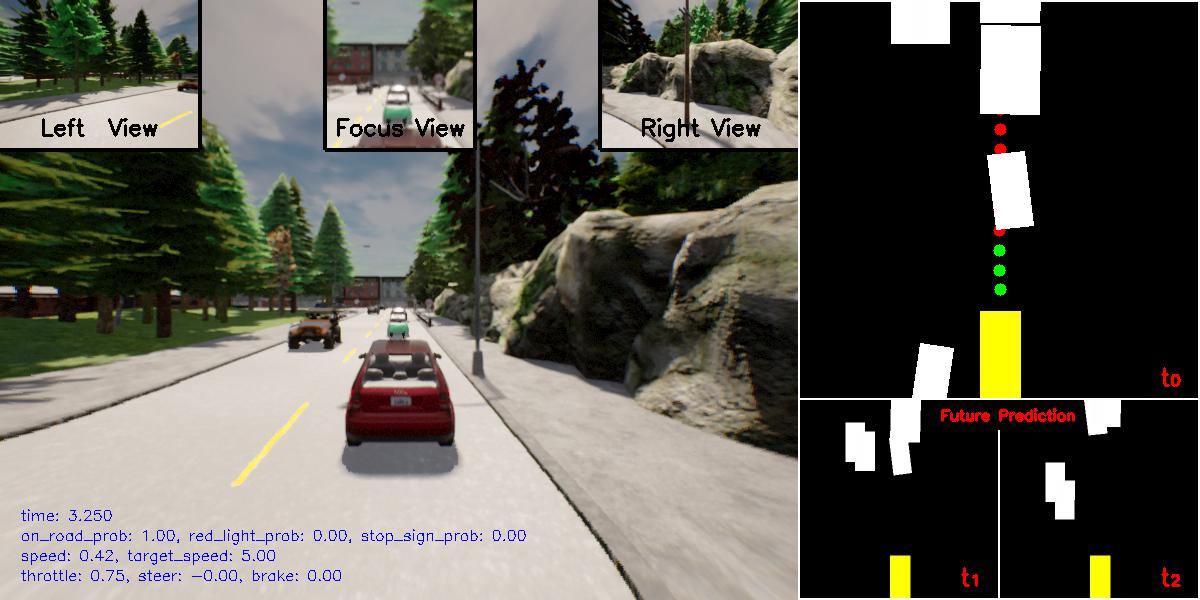 Left View
Focus View
Right View
time: 3.250
on_road_prob: 1.00, red_light_prob: 0.00, stop_sign_prob: 0.00
speed: 0.42, target_speed: 5.00
throttle: 0.75, steer: −0.00, brake: 0.00
t0
Future Prediction
t1
t2